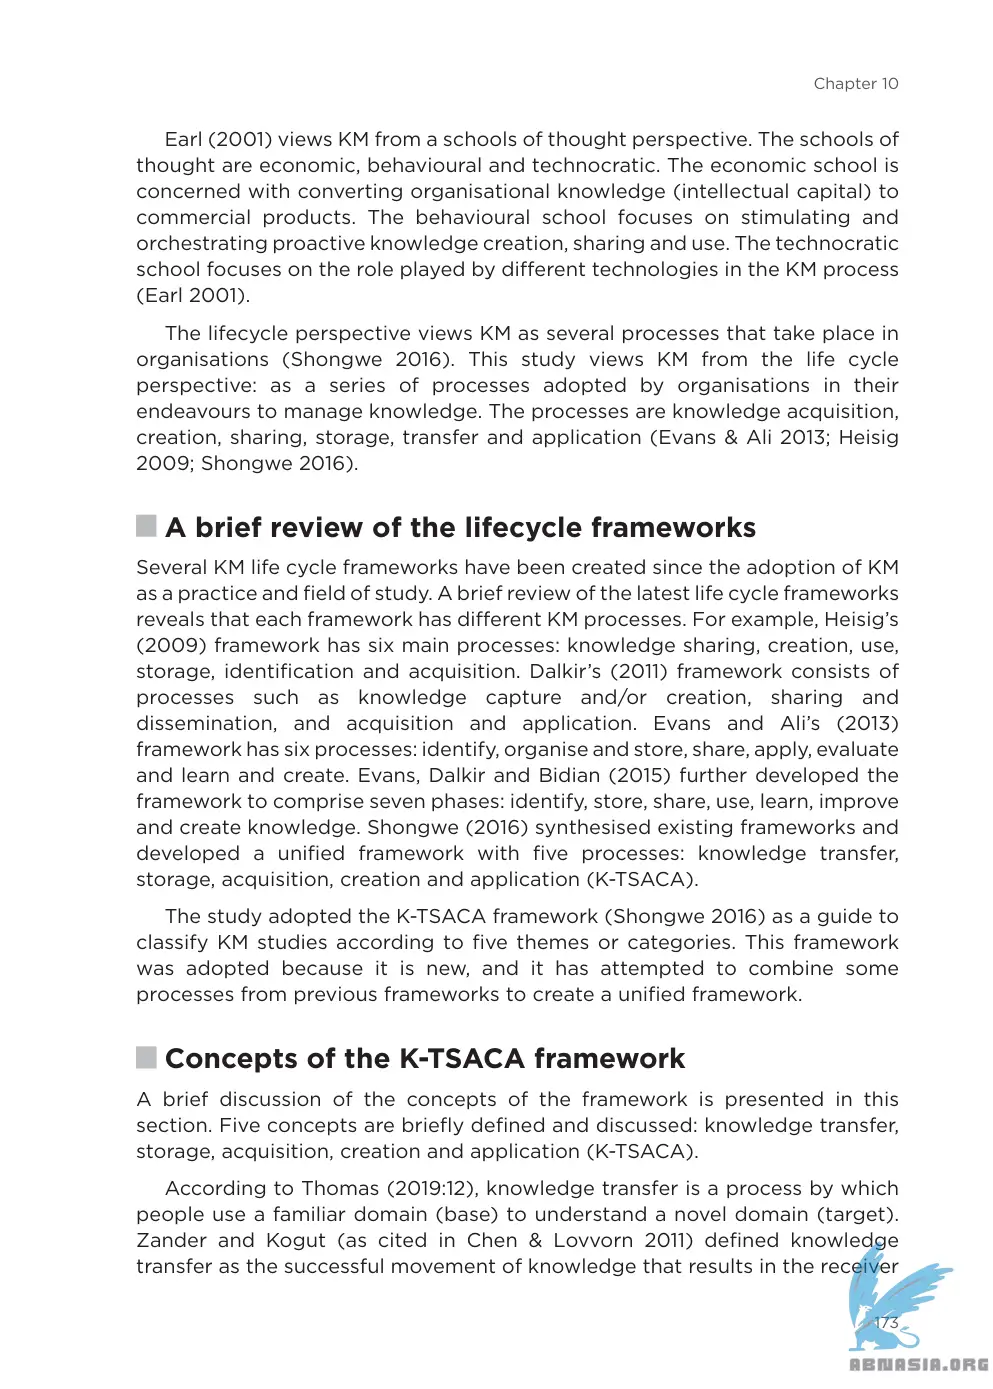 Chapter 10
Earl (2001) views KM from a schools of thought perspective. The schools of
thought are economic, behavioural and technocratic. The economic school is
concerned with converting organisational knowledge (intellectual capital) to
commercial products. The behavioural school focuses on stimulating and
orchestrating proactive knowledge creation, sharing and use. The technocratic
school focuses on the role played by different technologies in the KM process
(Earl 2001).
The lifecycle perspective views KM as several processes that take place in
organisations (Shongwe 2016). This study views KM from the life cycle
perspective: as a series of processes adopted by organisations in their
endeavours to manage knowledge. The processes are knowledge acquisition,
creation, sharing, storage, transfer and application (Evans & Ali 2013; Heisig
2009; Shongwe 2016).
A brief review of the lifecycle frameworks
Several KM life cycle frameworks have been created since the adoption of KM
as a practice and field of study. A brief review of the latest life cycle frameworks
reveals that each framework has different KM processes. For example, Heisig's
(2009) framework has six main processes: knowledge sharing, creation, use,
storage, identification and acquisition. Dalkir's (2011) framework consists of
processes such as knowledge capture and/or creation, sharing and
dissemination, and acquisition and application. Evans and Ali's (2013)
framework has six processes: identify, organise and store, share, apply, evaluate
and learn and create. Evans, Dalkir and Bidian (2015) further developed the
framework to comprise seven phases: identify, store, share, use, learn, improve
and create knowledge. Shongwe (2016) synthesised existing frameworks and
developed a unified framework with five processes: knowledge transfer,
storage, acquisition, creation and application (K-TSACA).
The study adopted the K-TSACA framework (Shongwe 2016) as a guide to
classify KM studies according to five themes or categories. This framework
was adopted because it is new, and it has attempted to combine some
processes from previous frameworks to create a unified framework.
Concepts of the K-TSACA framework
A brief discussion of the concepts of the framework is presented in this
section. Five concepts are briefly defined and discussed: knowledge transfer,
storage, acquisition, creation and application (K-TSACA).
According to Thomas (2019:12), knowledge transfer is a process by which
people use a familiar domain (base) to understand a novel domain (target).
Zander and Kogut (as cited in Chen & Lovvorn 2011) defined knowledge
transfer as the successful movement of knowledge that results in the receiver
173
ABNASIA.ORG